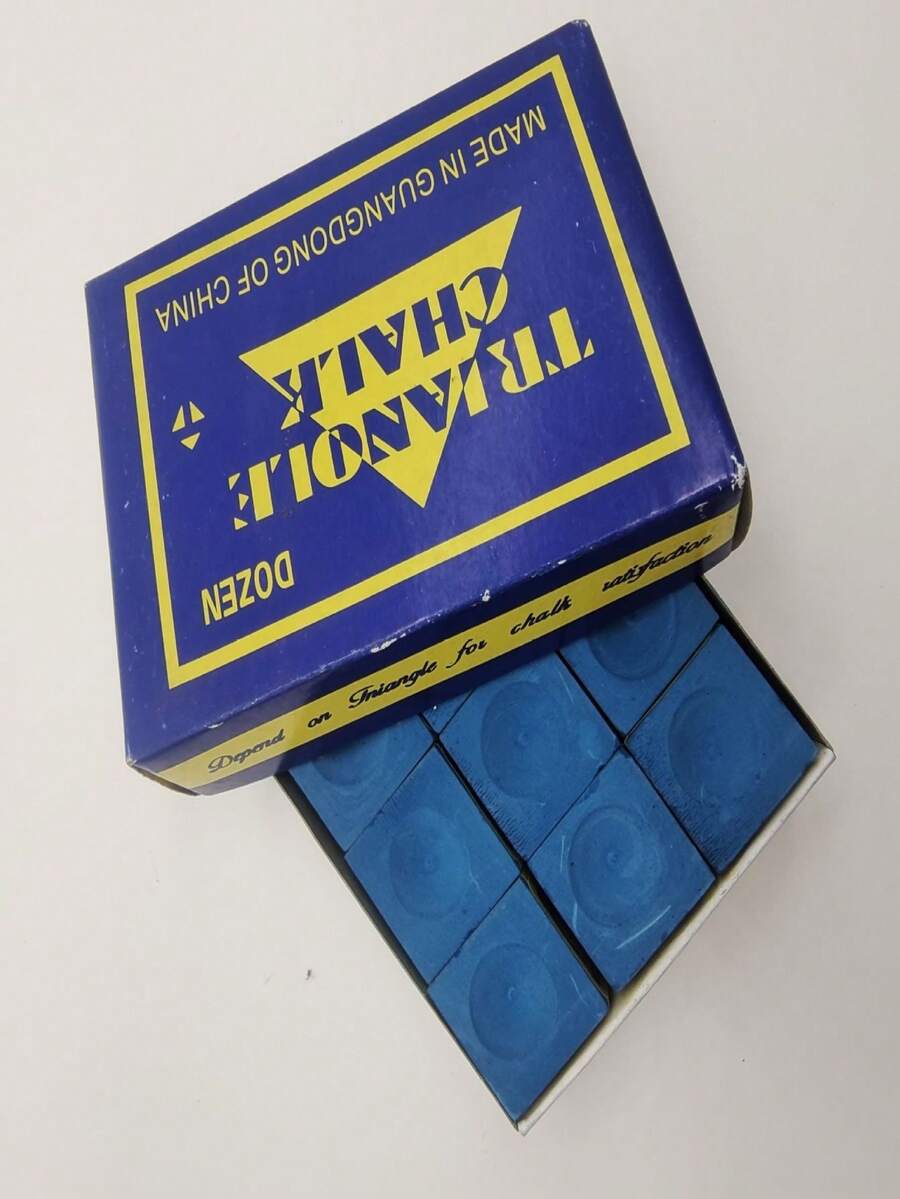 DOZEN
TRIANGLE
CHALK
MADE IN GUANGDONG OF CHINA
Depend on Triangle for chalk satisfaction